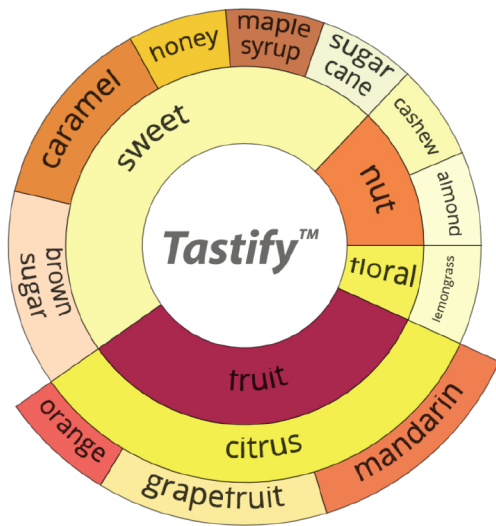 maple
syrup
sugar
cane
honey
cashew
caramel
sweet
nut
almond
Tastify™
brown
sugar
floral
lemongrass
fruit
citrus
orange
grapefruit
mandarin